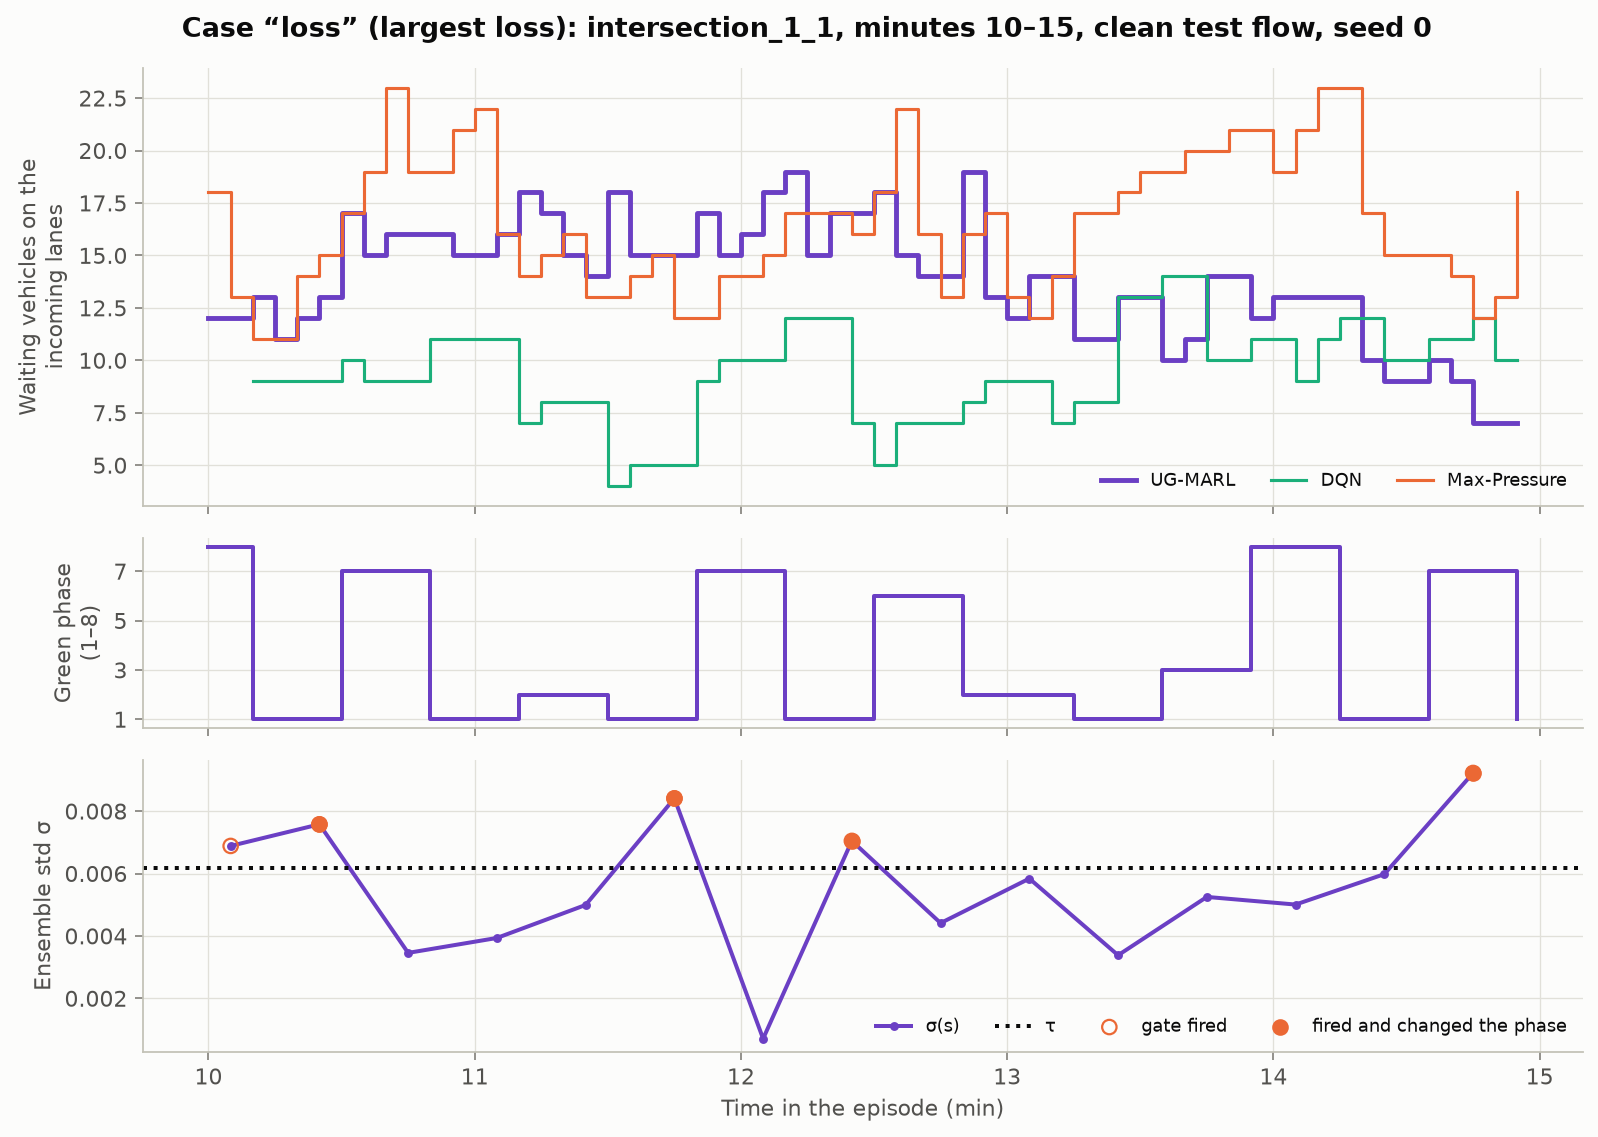 Case “loss” (largest loss): intersection_1_1, minutes 10–15, clean test flow, seed 0
Waiting vehicles on the
incoming lanes
22.5
20.0
17.5
15.0
12.5
10.0
7.5
5.0
UG-MARL
DQN
Max-Pressure
Green phase
(1–8)
7
5
3
1
Ensemble std σ
0.008
0.006
0.004
0.002
σ(s)
τ
gate fired
fired and changed the phase
10
11
12
13
14
15
Time in the episode (min)